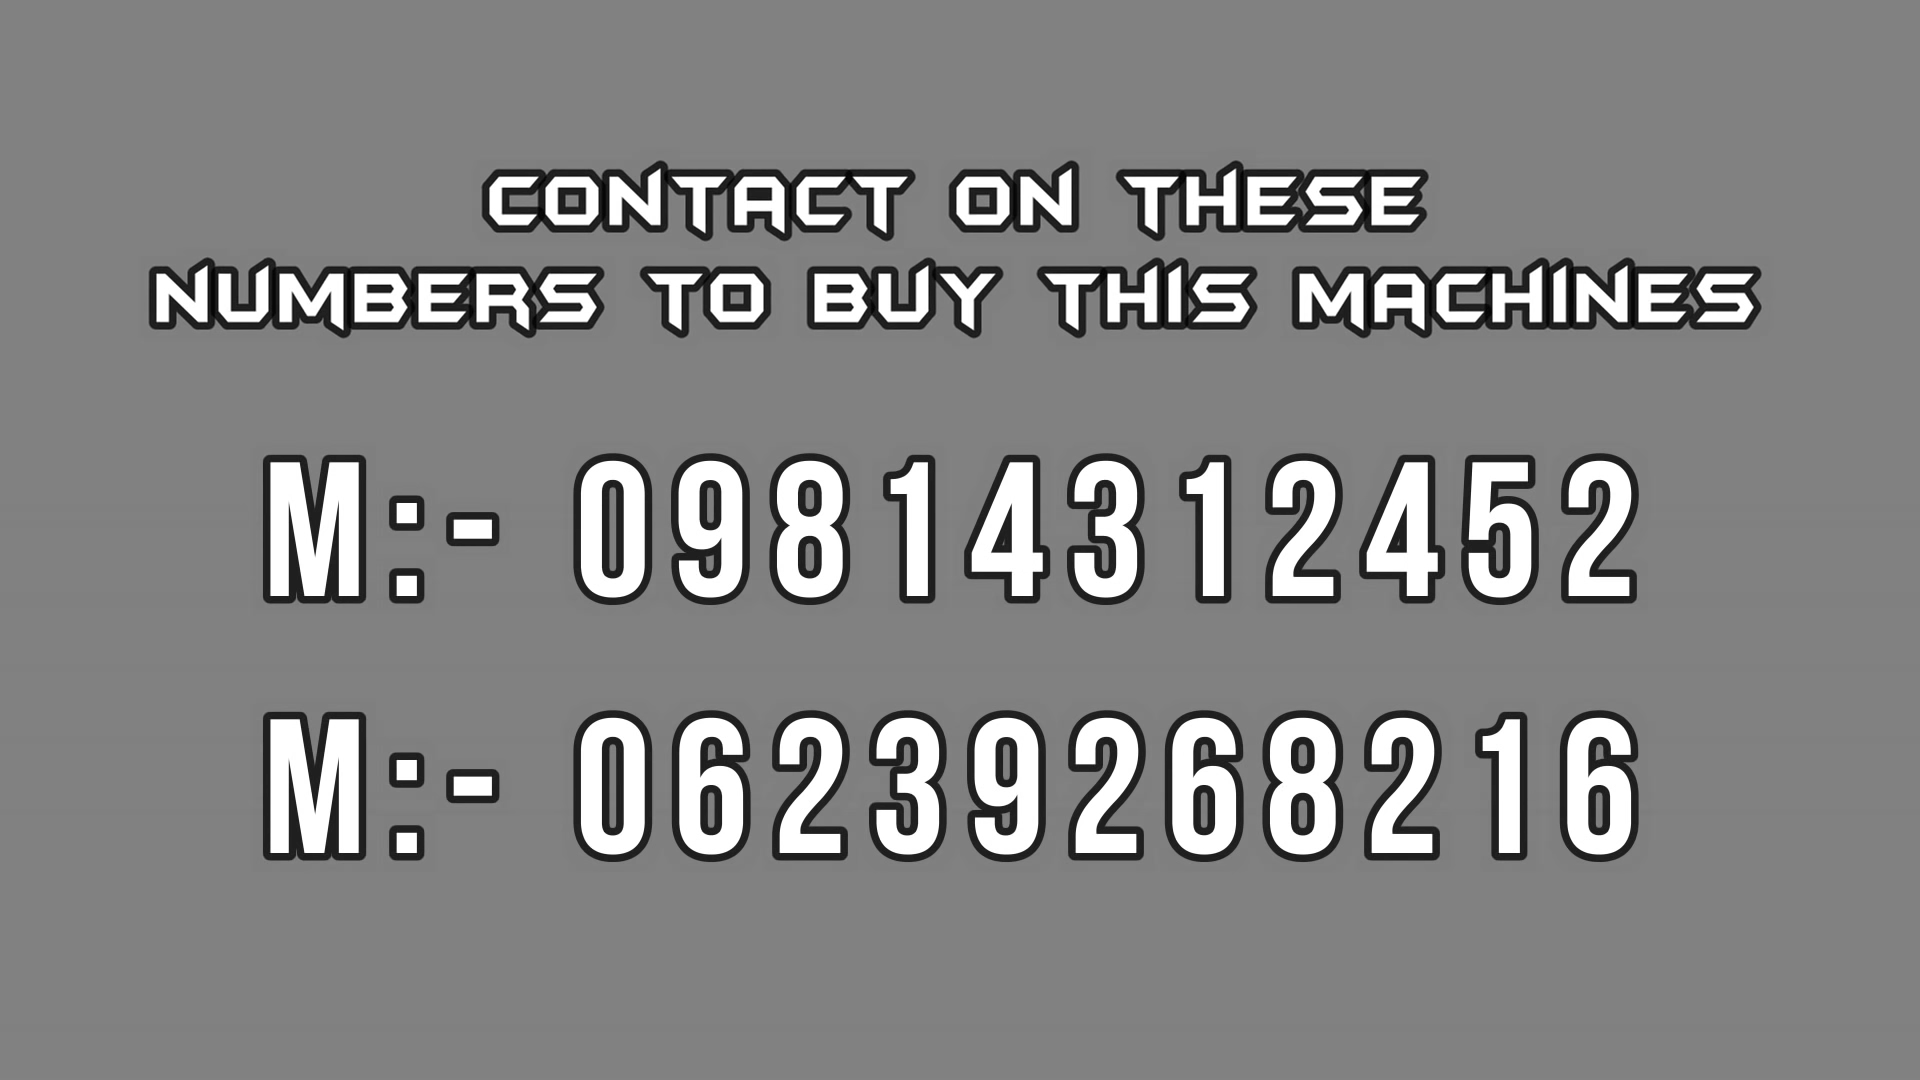 CONTACT ON THESE
NUMBERS TO BUY THIS MACHINES
M:- 09814312452
M:- 06239268216